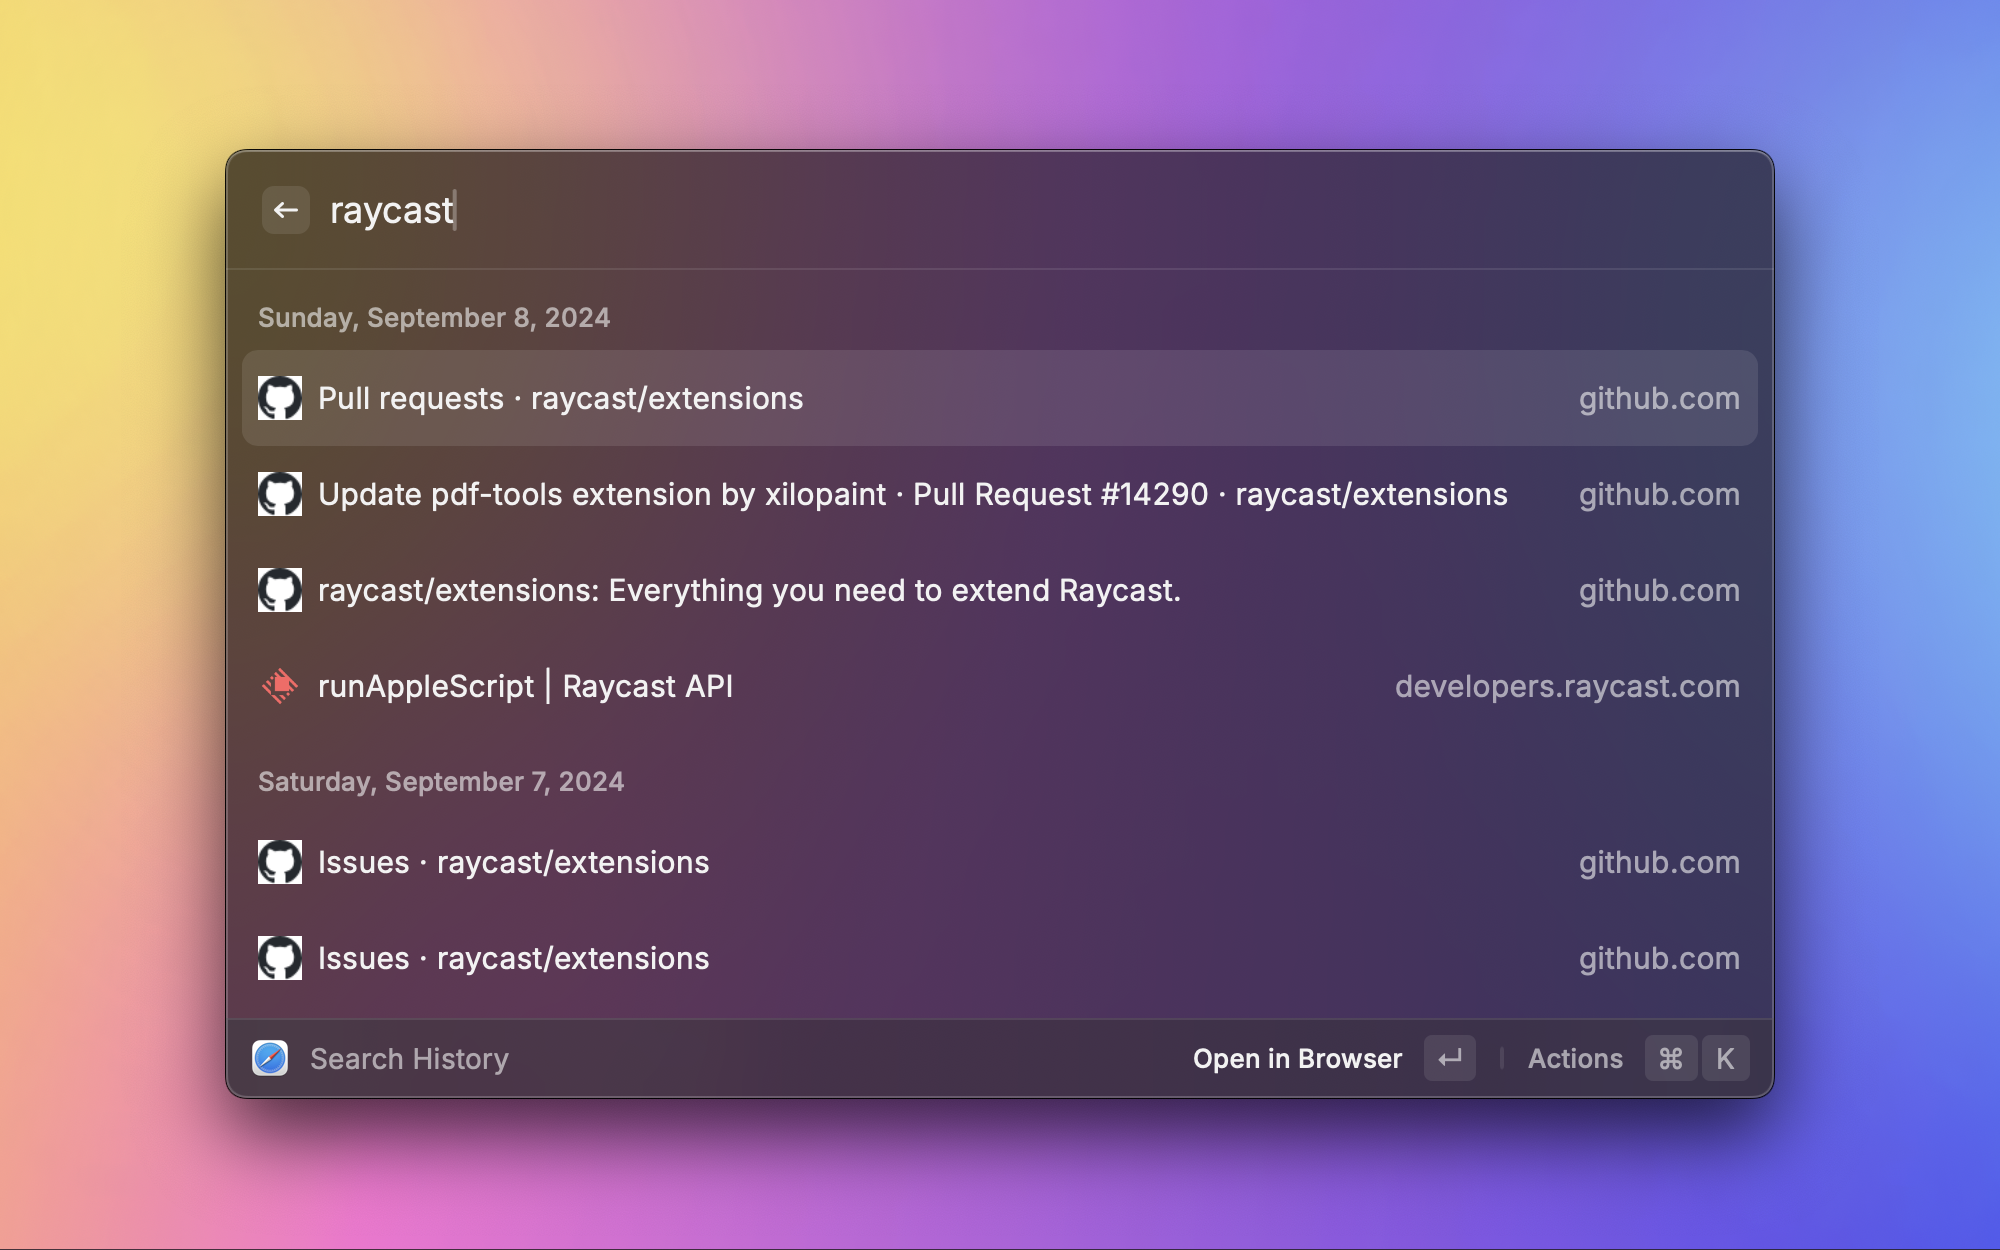 raycast
Sunday, September 8, 2024
Pull requests · raycast/extensions github.com
Update pdf-tools extension by xilopaint · Pull Request #14290 · raycast/extensions github.com
raycast/extensions: Everything you need to extend Raycast. github.com
runAppleScript | Raycast API developers.raycast.com
Saturday, September 7, 2024
Issues · raycast/extensions github.com
Issues · raycast/extensions github.com
Search History Open in Browser ↵ Actions ⌘ K